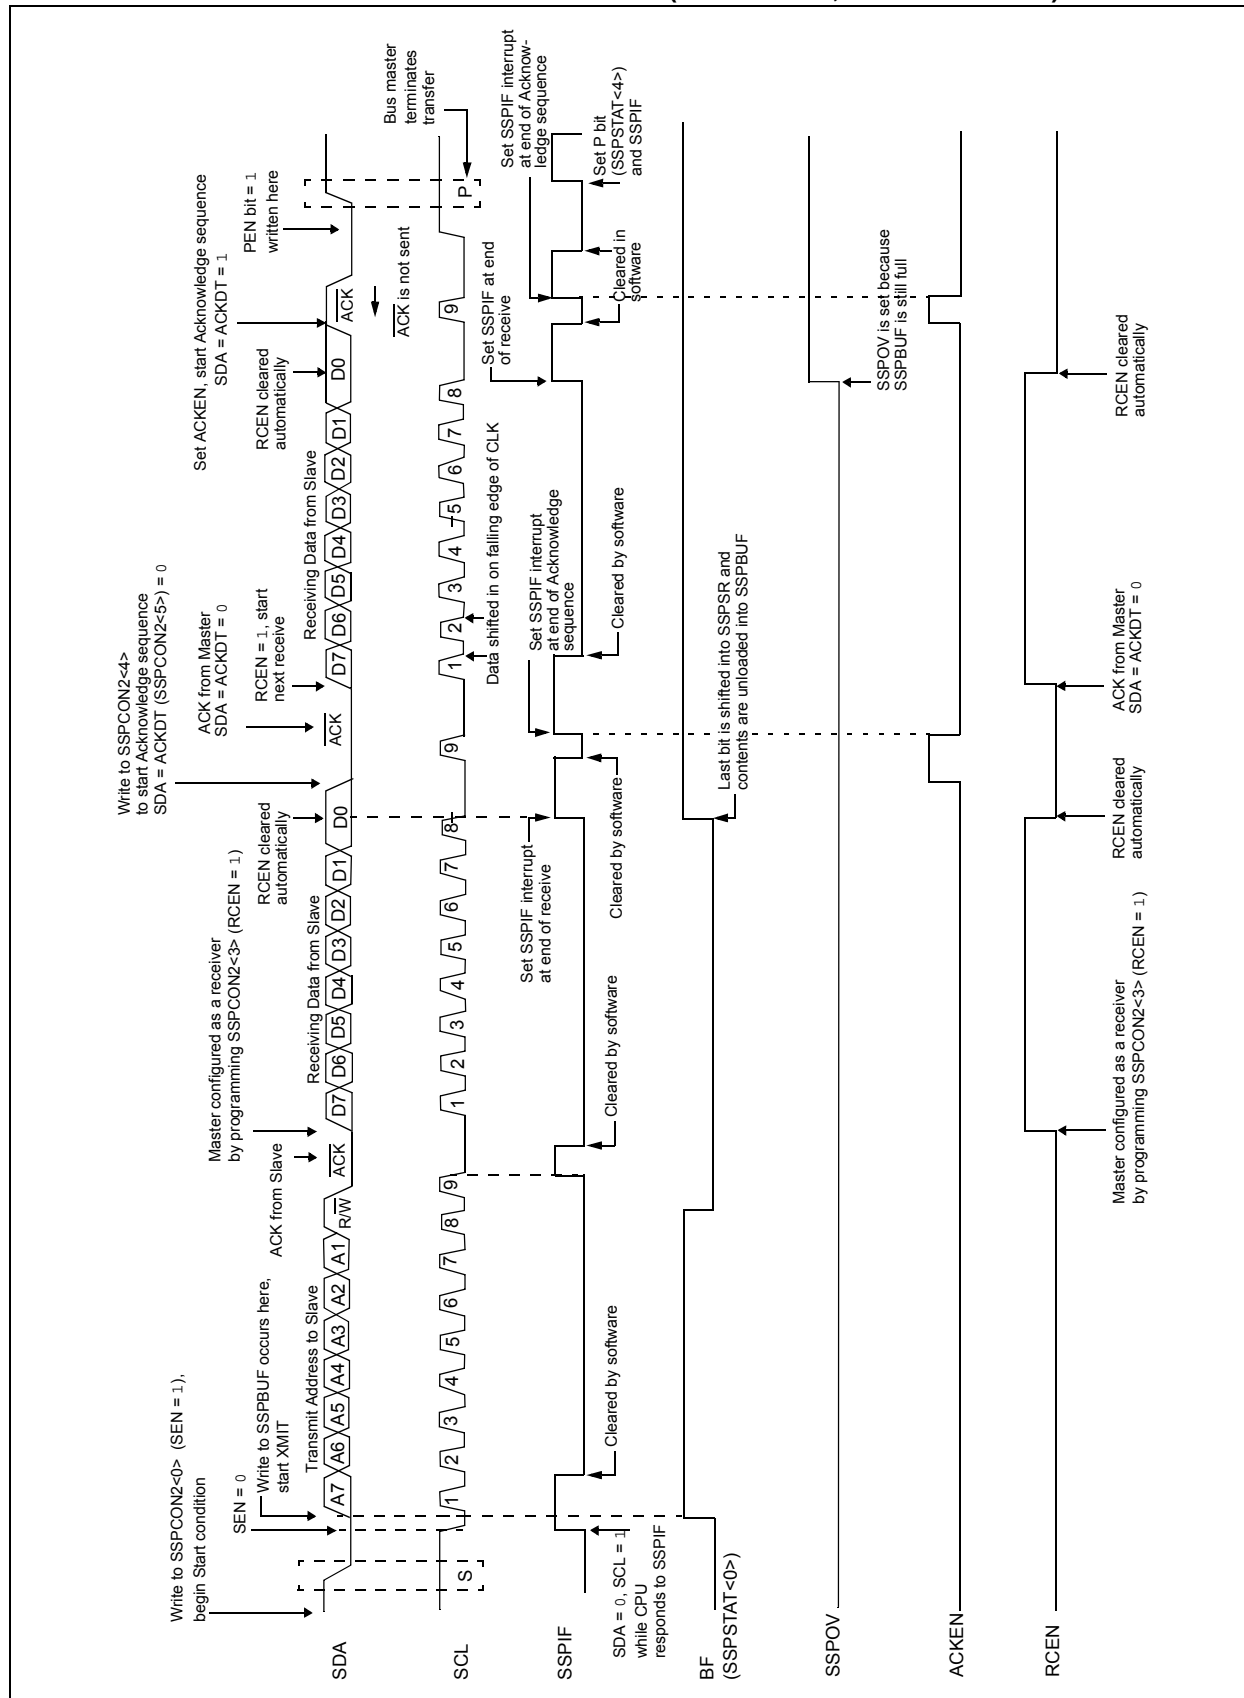 Write to SSPCON2<4>
to start Acknowledge sequence
SDA = ACKDT (SSPCON2<5>) = 0
Set ACKEN, start Acknowledge sequence
SDA = ACKDT = 1
Write to SSPCON2<0> (SEN = 1),
begin Start condition
Master configured as a receiver
by programming SSPCON2<3> (RCEN = 1)
ACK from Master
SDA = ACKDT = 0
PEN bit = 1
written here
SEN = 0
Write to SSPBUF occurs here,
start XMIT
ACK from Slave
RCEN cleared
automatically
RCEN = 1, start
next receive
RCEN cleared
automatically
Transmit Address to Slave
Receiving Data from Slave
Receiving Data from Slave
SDA
A7 A6 A5 A4 A3 A2 A1 R/W ACK D7 D6 D5 D4 D3 D2 D1 D0 ACK D7 D6 D5 D4 D3 D2 D1 D0 ACK
ACK is not sent
Bus master
terminates
transfer
SCL
S 1 2 3 4 5 6 7 8 9 1 2 3 4 5 6 7 8 9 1 2 3 4 5 6 7 8 9 P
Data shifted in on falling edge of CLK
Set SSPIF interrupt
at end of receive
Set SSPIF interrupt
at end of Acknowledge
sequence
Set SSPIF at end
of receive
Set SSPIF interrupt
at end of Acknow-
ledge sequence
SSPIF
SDA = 0, SCL = 1
while CPU
responds to SSPIF
Cleared by software
Cleared by software
Cleared by software
Cleared by software
Cleared in
software
Set P bit
(SSPSTAT<4>)
and SSPIF
BF
(SSPSTAT<0>)
Last bit is shifted into SSPSR and
contents are unloaded into SSPBUF
SSPOV
SSPOV is set because
SSPBUF is still full
ACKEN
RCEN
Master configured as a receiver
by programming SSPCON2<3> (RCEN = 1)
RCEN cleared
automatically
ACK from Master
SDA = ACKDT = 0
RCEN cleared
automatically